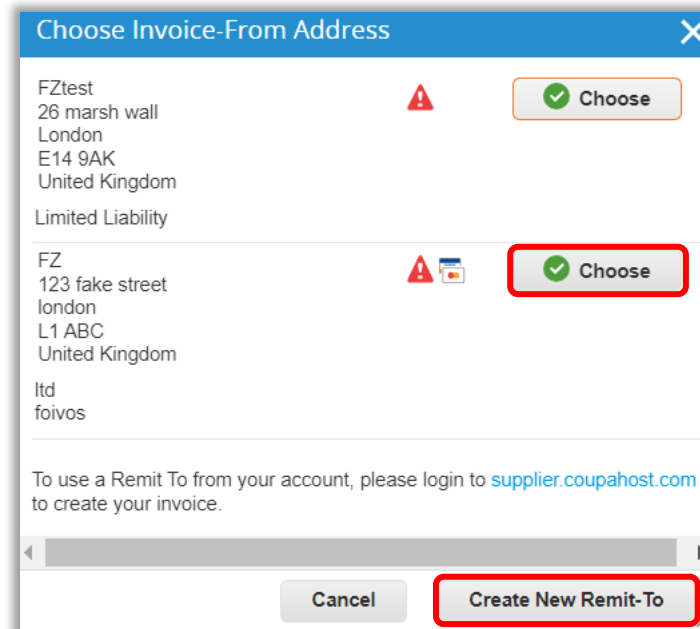 Choose Invoice-From Address
FZtest
Choose
26 marsh wall
London
E14 9AK
United Kingdom
Limited Liability
FZ
Choose
123 fake street
london
L1 ABC
United Kingdom
ltd
foivos
To use a Remit To from your account, please login to supplier.coupahost.com
to create your invoice.
Cancel
Create New Remit-To